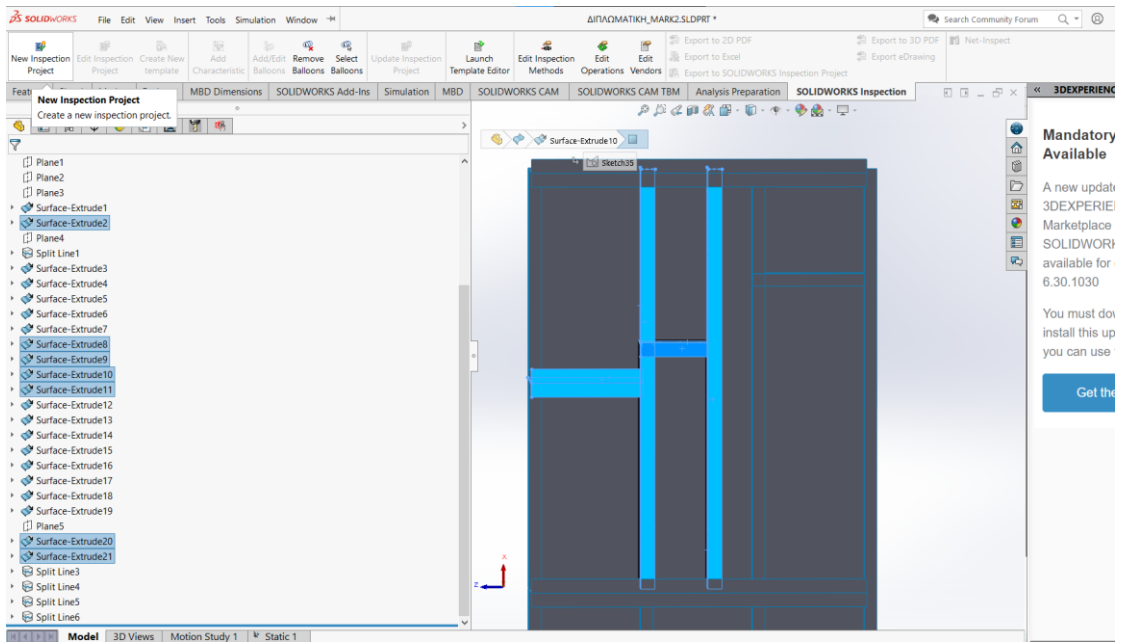 SOLIDWORKS File Edit View Insert Tools Simulation Window ΔΙΠΛΩΜΑΤΙΚΗ_MARK2.SLDPRT * Search Community Forum
New Inspection Project
Edit Inspection Project
Create New template
Add Characteristic
Add/Edit Balloons
Remove Balloons
Select Balloons
Update Inspection Project
Launch Template Editor
Edit Inspection Methods
Edit Operations
Edit Vendors
Export to 2D PDF
Export to Excel
Export to SOLIDWORKS Inspection Project
Export to 3D PDF
Export eDrawing
Net-Inspect
MBD Dimensions SOLIDWORKS Add-Ins Simulation MBD SOLIDWORKS CAM SOLIDWORKS CAM TBM Analysis Preparation SOLIDWORKS Inspection
New Inspection Project
Create a new inspection project.
Plane1
Plane2
Plane3
Surface-Extrude1
Surface-Extrude2
Plane4
Split Line1
Surface-Extrude3
Surface-Extrude4
Surface-Extrude5
Surface-Extrude6
Surface-Extrude7
Surface-Extrude8
Surface-Extrude9
Surface-Extrude10
Surface-Extrude11
Surface-Extrude12
Surface-Extrude13
Surface-Extrude14
Surface-Extrude15
Surface-Extrude16
Surface-Extrude17
Surface-Extrude18
Surface-Extrude19
Plane5
Surface-Extrude20
Surface-Extrude21
Split Line3
Split Line4
Split Line5
Split Line6
Surface-Extrude10
Sketch35
x
z
« 3DEXPERIENC
Mandatory
Available
A new update
3DEXPERIE
Marketplace
SOLIDWORK
available for
6.30.1030
You must dow
install this up
you can use
Get the
Model 3D Views Motion Study 1 Static 1